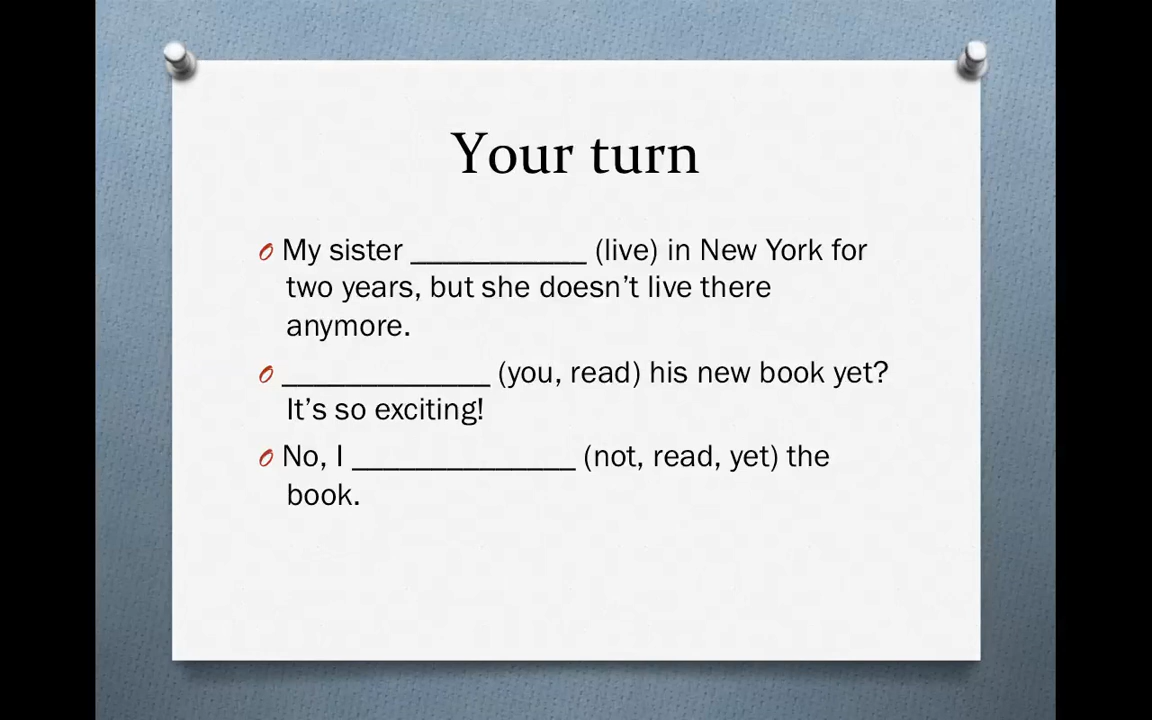 Your turn
My sister ___________ (live) in New York for
two years, but she doesn't live there
anymore.
_____________ (you, read) his new book yet?
It's so exciting!
No, I ______________ (not, read, yet) the
book.